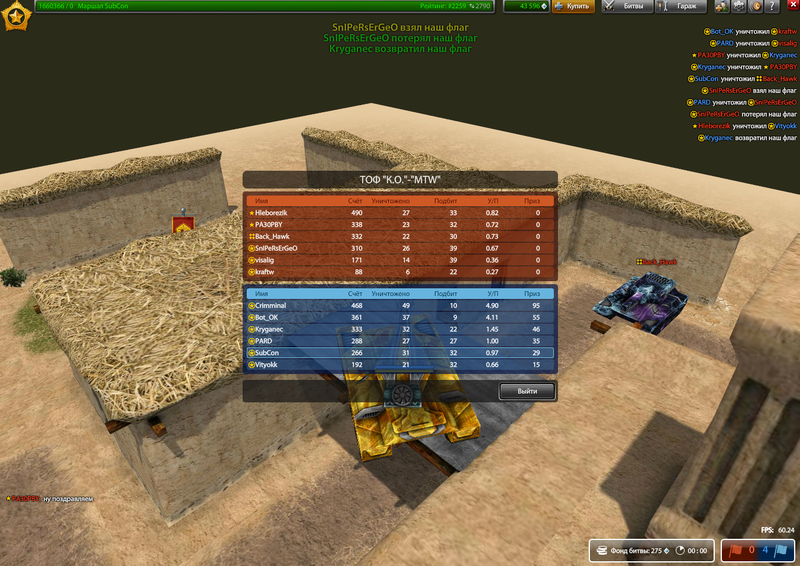 1660366 / 0 Маршал SubCon
Рейтинг: #2259 2790
43 596
Купить
Битвы
Гараж
?
SnIPeRsErGeO взял наш флаг
SnIPeRsErGeO потерял наш флаг
Kryganec возвратил наш флаг
Bot_OK уничтожил kraftw
PARD уничтожил visalig
PA30PBY уничтожил Kryganec
Kryganec уничтожил PA30PBY
SubCon уничтожил Back_Hawk
SnIPeRsErGeO взял наш флаг
PARD уничтожил SnIPeRsErGeO
SnIPeRsErGeO потерял наш флаг
Hleborezik уничтожил Vityokk
Kryganec возвратил наш флаг
ТОФ "К.О."-"MTW"
Имя Счёт Уничтожено Подбит У/П Приз
Hleborezik 490 27 33 0.82 0
PA30PBY 338 23 32 0.72 0
Back_Hawk 332 22 30 0.73 0
SnIPeRsErGeO 310 26 39 0.67 0
visalig 171 14 39 0.36 0
kraftw 88 6 22 0.27 0
Имя Счёт Уничтожено Подбит У/П Приз
Crimminal 468 49 10 4.90 95
Bot_OK 361 37 9 4.11 55
Kryganec 333 32 22 1.45 46
PARD 288 27 27 1.00 35
SubCon 266 31 32 0.97 29
Vityokk 192 21 32 0.66 15
Выйти
Back_Hawk
PA30PBY: ну поздравляем
FPS: 60.24
Фонд битвы: 275 00 : 00
0 4